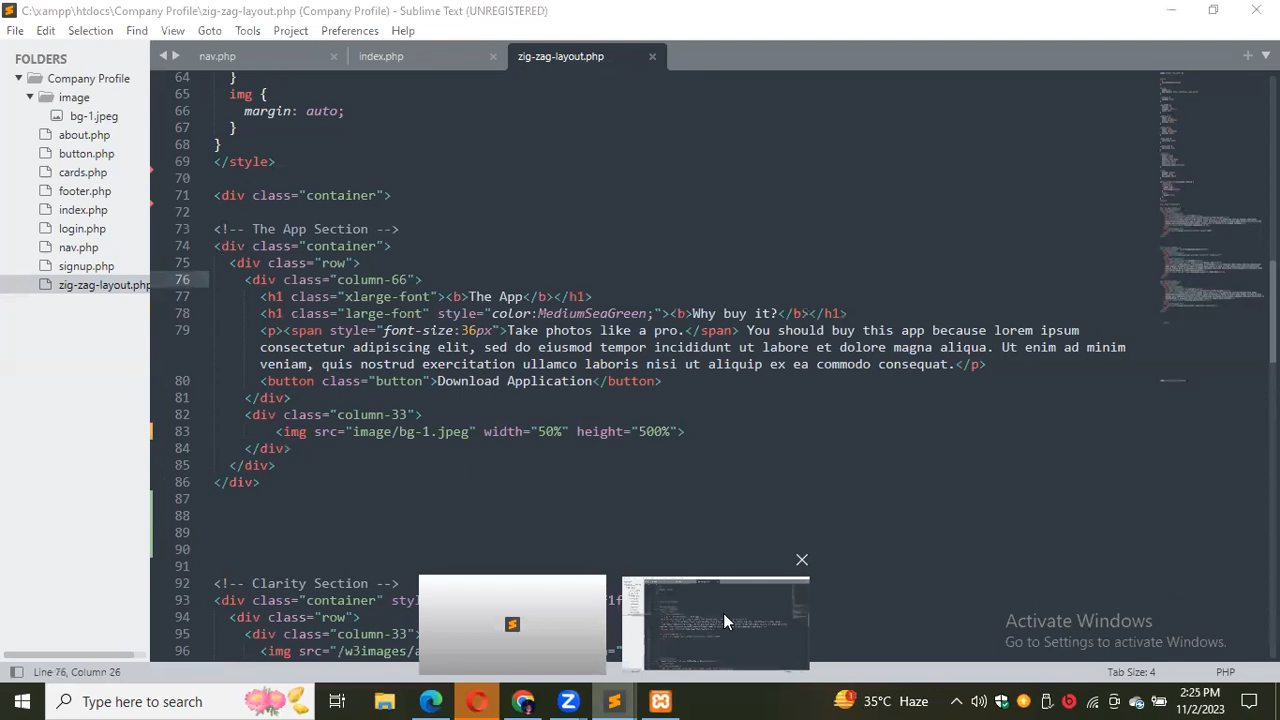 C:\xampp\htdocs\Company Profile\zig-zag-layout.php (Company Profile) - Sublime Text (UNREGISTERED)
File Edit Selection Find View Goto Tools Project Preferences Help
FOLDERS
Company Profile
image
bg-1.jpeg
about.php
button.php
cards.php
footer.php
index.php
login.php
nav.php
signup.php
zig-zag-layout.php
nav.php index.php zig-zag-layout.php
64 }
65 img {
66 margin: auto;
67 }
68 }
69 </style>
70
71 <div class="container">
72
73 <!-- The App Section -->
74 <div class="container">
75 <div class="row">
76 <div class="column-66">
77 <h1 class="xlarge-font"><b>The App</b></h1>
78 <h1 class="large-font" style="color:MediumSeaGreen;"><b>Why buy it?</b></h1>
79 <p><span style="font-size:36px">Take photos like a pro.</span> You should buy this app because lorem ipsum
consectetur adipiscing elit, sed do eiusmod tempor incididunt ut labore et dolore magna aliqua. Ut enim ad minim
veniam, quis nostrud exercitation ullamco laboris nisi ut aliquip ex ea commodo consequat.</p>
80 <button class="button">Download Application</button>
81 </div>
82 <div class="column-33">
83 <img src="image/bg-1.jpeg" width="50%" height="500%">
84 </div>
85 </div>
86 </div>
87
88
89
90
91
92 <!-- Clarity Section -->
93 <div class="container" sty
94 <div class="row">
95 <div class="column-33"
96 <img src="/w3images/a
Activate Windows
Go to Settings to activate Windows.
Line 76, Column 26
Tab Size: 4 PHP
Type here to search
35°C Haze
2:25 PM
11/2/2023